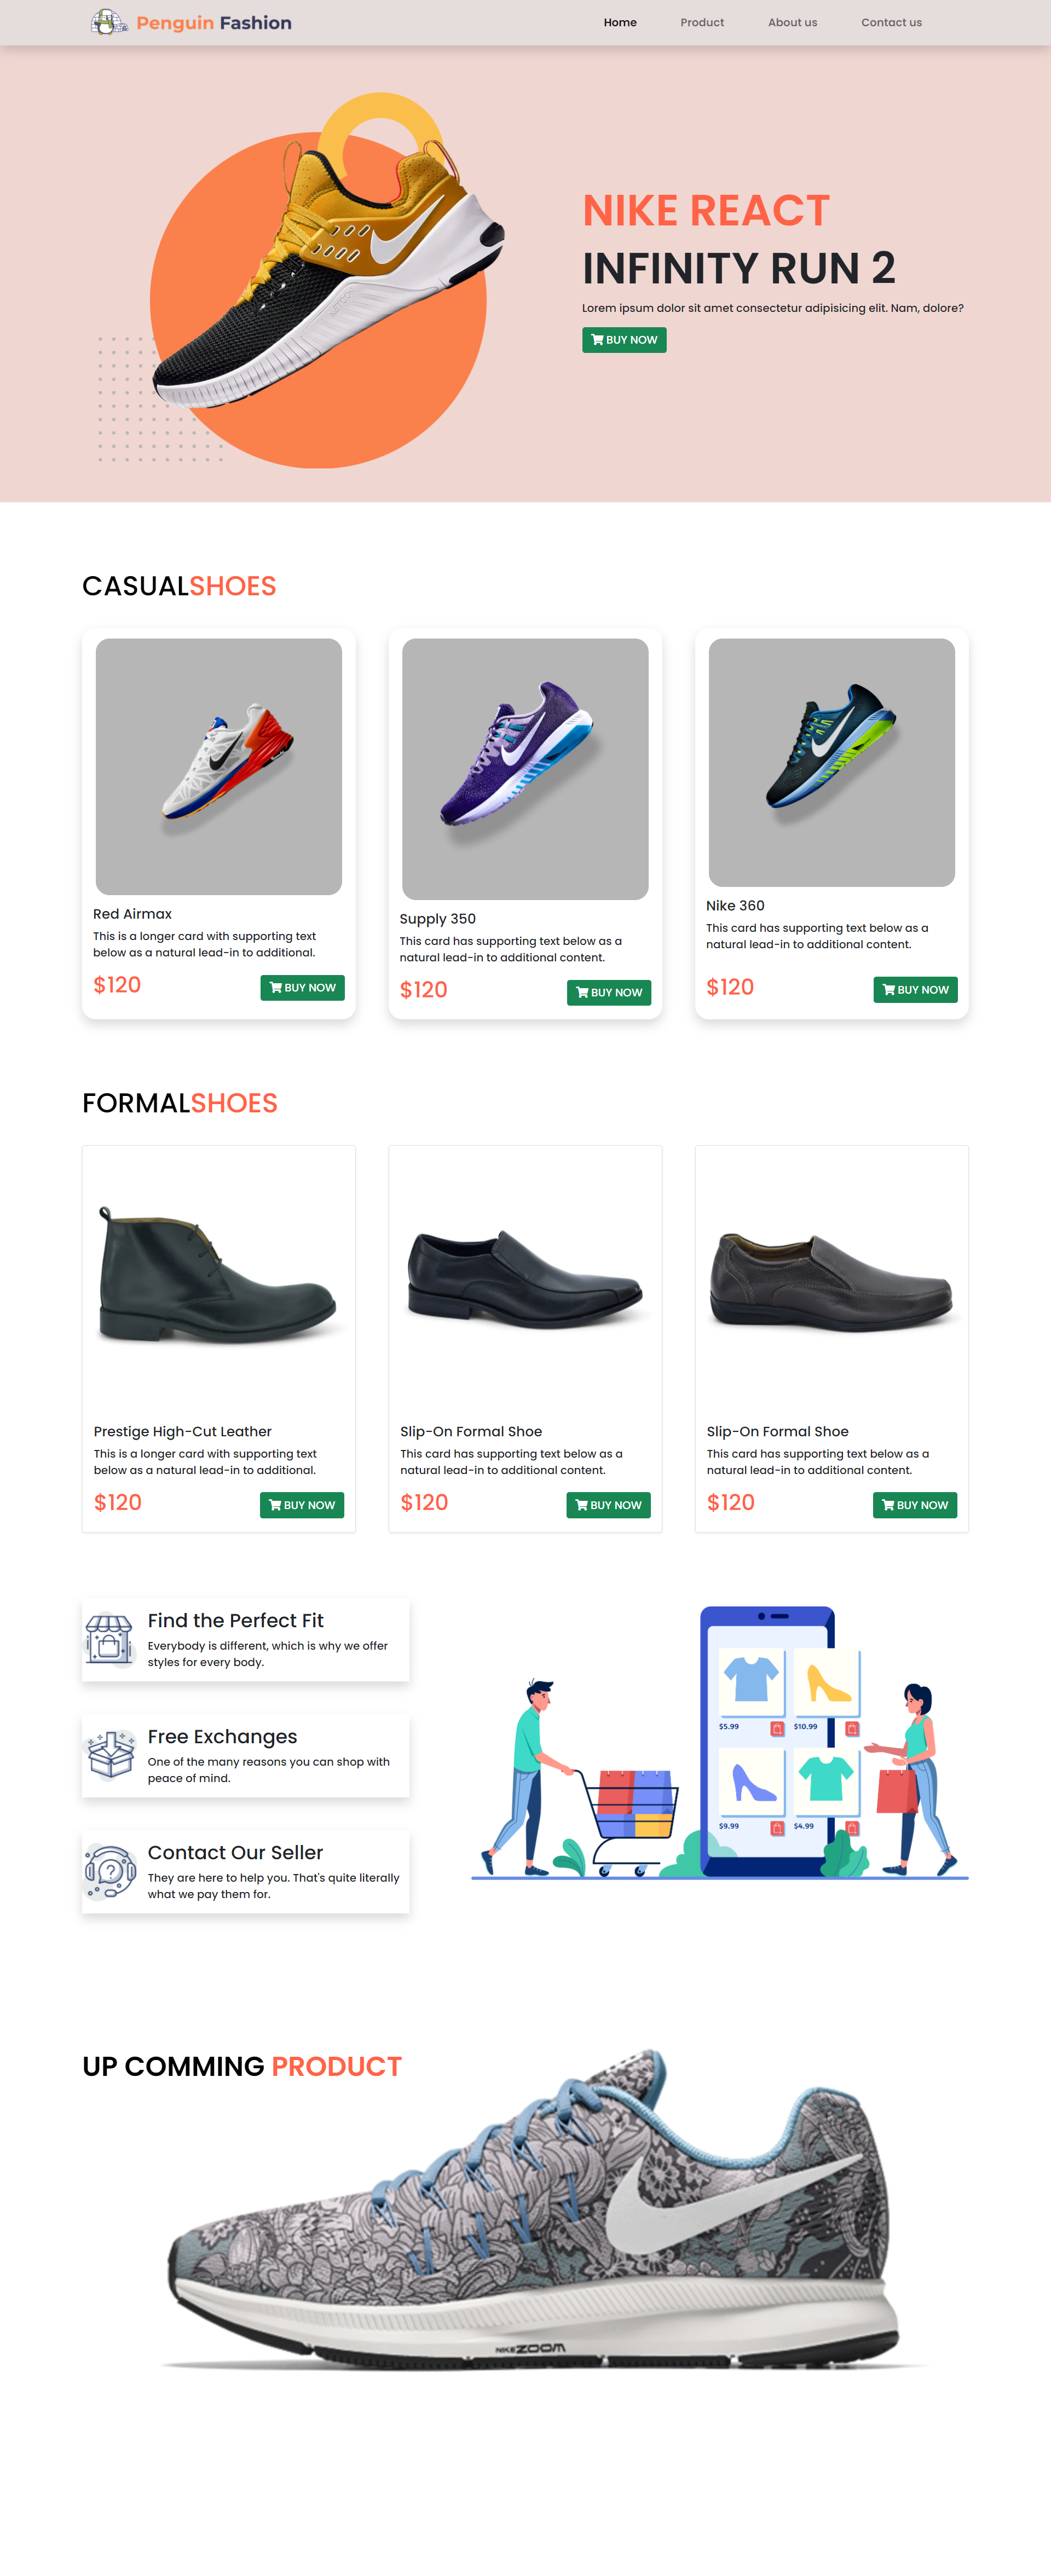 Penguin Fashion
Home
Product
About us
Contact us
NIKE REACT
INFINITY RUN 2
Lorem ipsum dolor sit amet consectetur adipisicing elit. Nam, dolore?
BUY NOW
CASUALSHOES
Red Airmax
This is a longer card with supporting text
below as a natural lead-in to additional.
$120
BUY NOW
Supply 350
This card has supporting text below as a
natural lead-in to additional content.
$120
BUY NOW
Nike 360
This card has supporting text below as a
natural lead-in to additional content.
$120
BUY NOW
FORMALSHOES
Prestige High-Cut Leather
This is a longer card with supporting text
below as a natural lead-in to additional.
$120
BUY NOW
Slip-On Formal Shoe
This card has supporting text below as a
natural lead-in to additional content.
$120
BUY NOW
Slip-On Formal Shoe
This card has supporting text below as a
natural lead-in to additional content.
$120
BUY NOW
Find the Perfect Fit
Everybody is different, which is why we offer
styles for every body.
Free Exchanges
One of the many reasons you can shop with
peace of mind.
Contact Our Seller
They are here to help you. That's quite literally
what we pay them for.
$5.99
$10.99
$9.99
$4.99
UP COMMING PRODUCT
NIKE ZOOM